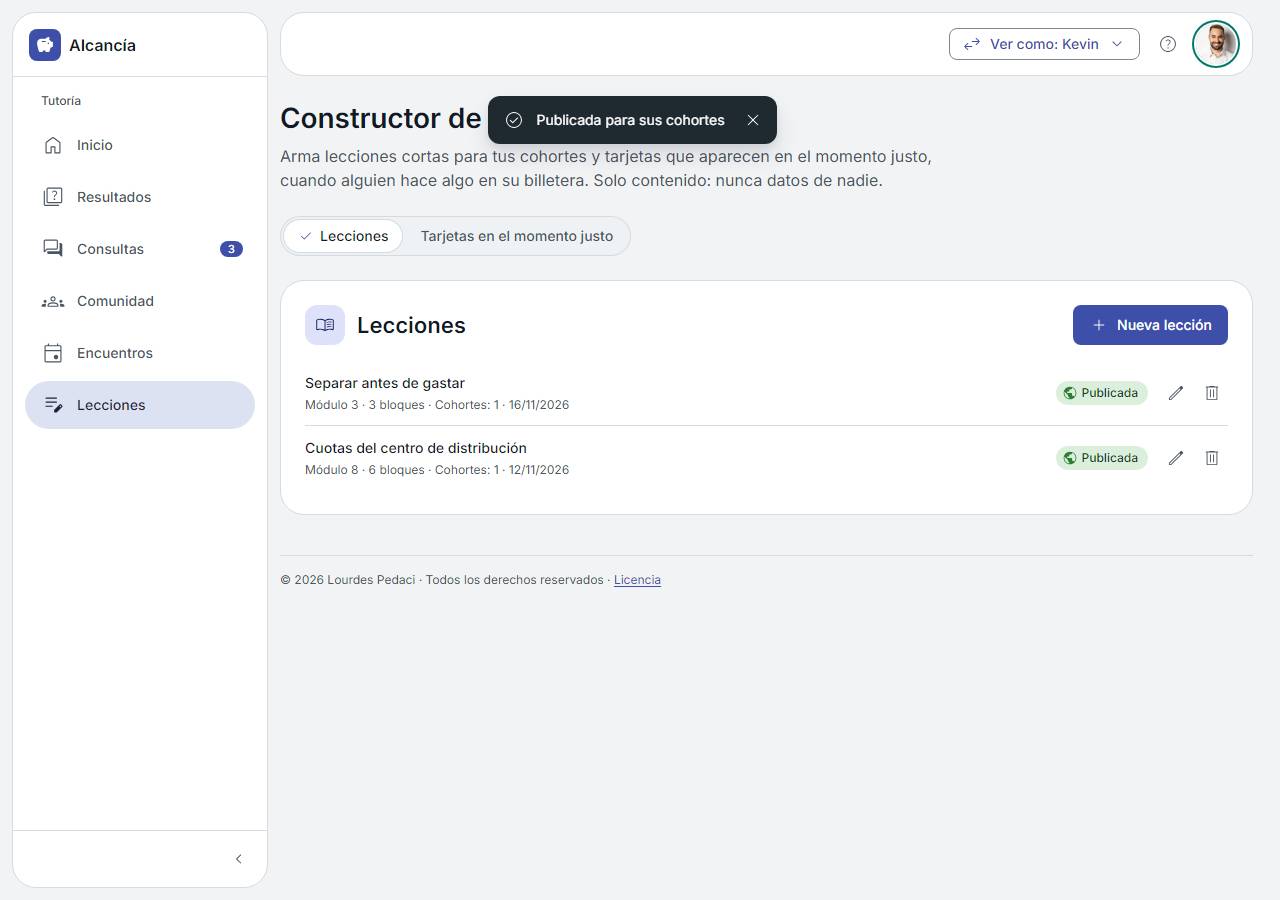 Alcancía
Tutoría
Inicio
Resultados
Consultas 3
Comunidad
Encuentros
Lecciones
Ver como: Kevin
Constructor de
Publicada para sus cohortes
Arma lecciones cortas para tus cohortes y tarjetas que aparecen en el momento justo,
cuando alguien hace algo en su billetera. Solo contenido: nunca datos de nadie.
Lecciones
Tarjetas en el momento justo
Lecciones
Nueva lección
Separar antes de gastar
Módulo 3 · 3 bloques · Cohortes: 1 · 16/11/2026
Publicada
Cuotas del centro de distribución
Módulo 8 · 6 bloques · Cohortes: 1 · 12/11/2026
Publicada
© 2026 Lourdes Pedaci · Todos los derechos reservados · Licencia